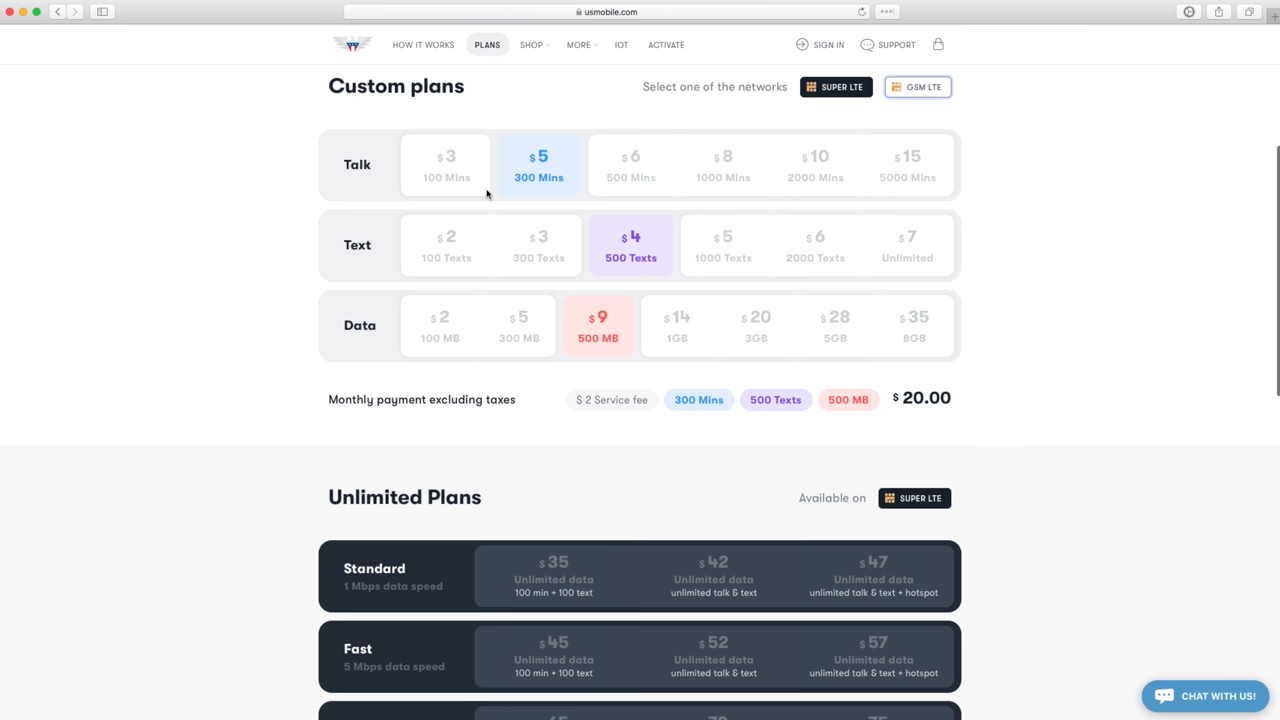 usmobile.com
HOW IT WORKS
PLANS
SHOP
MORE
IOT
ACTIVATE
SIGN IN
SUPPORT
Custom plans
Select one of the networks
SUPER LTE
GSM LTE
Talk
$ 3
100 Mins
$ 5
300 Mins
$ 6
500 Mins
$ 8
1000 Mins
$ 10
2000 Mins
$ 15
5000 Mins
Text
$ 2
100 Texts
$ 3
300 Texts
$ 4
500 Texts
$ 5
1000 Texts
$ 6
2000 Texts
$ 7
Unlimited
Data
$ 2
100 MB
$ 5
300 MB
$ 9
500 MB
$ 14
1GB
$ 20
3GB
$ 28
5GB
$ 35
8GB
Monthly payment excluding taxes
$ 2 Service fee
300 Mins
500 Texts
500 MB
$ 20.00
Unlimited Plans
Available on
SUPER LTE
Standard
1 Mbps data speed
$ 35
Unlimited data
100 min + 100 text
$ 42
Unlimited data
unlimited talk & text
$ 47
Unlimited data
unlimited talk & text + hotspot
Fast
5 Mbps data speed
$ 45
Unlimited data
100 min + 100 text
$ 52
Unlimited data
unlimited talk & text
$ 57
Unlimited data
unlimited talk & text + hotspot
CHAT WITH US!